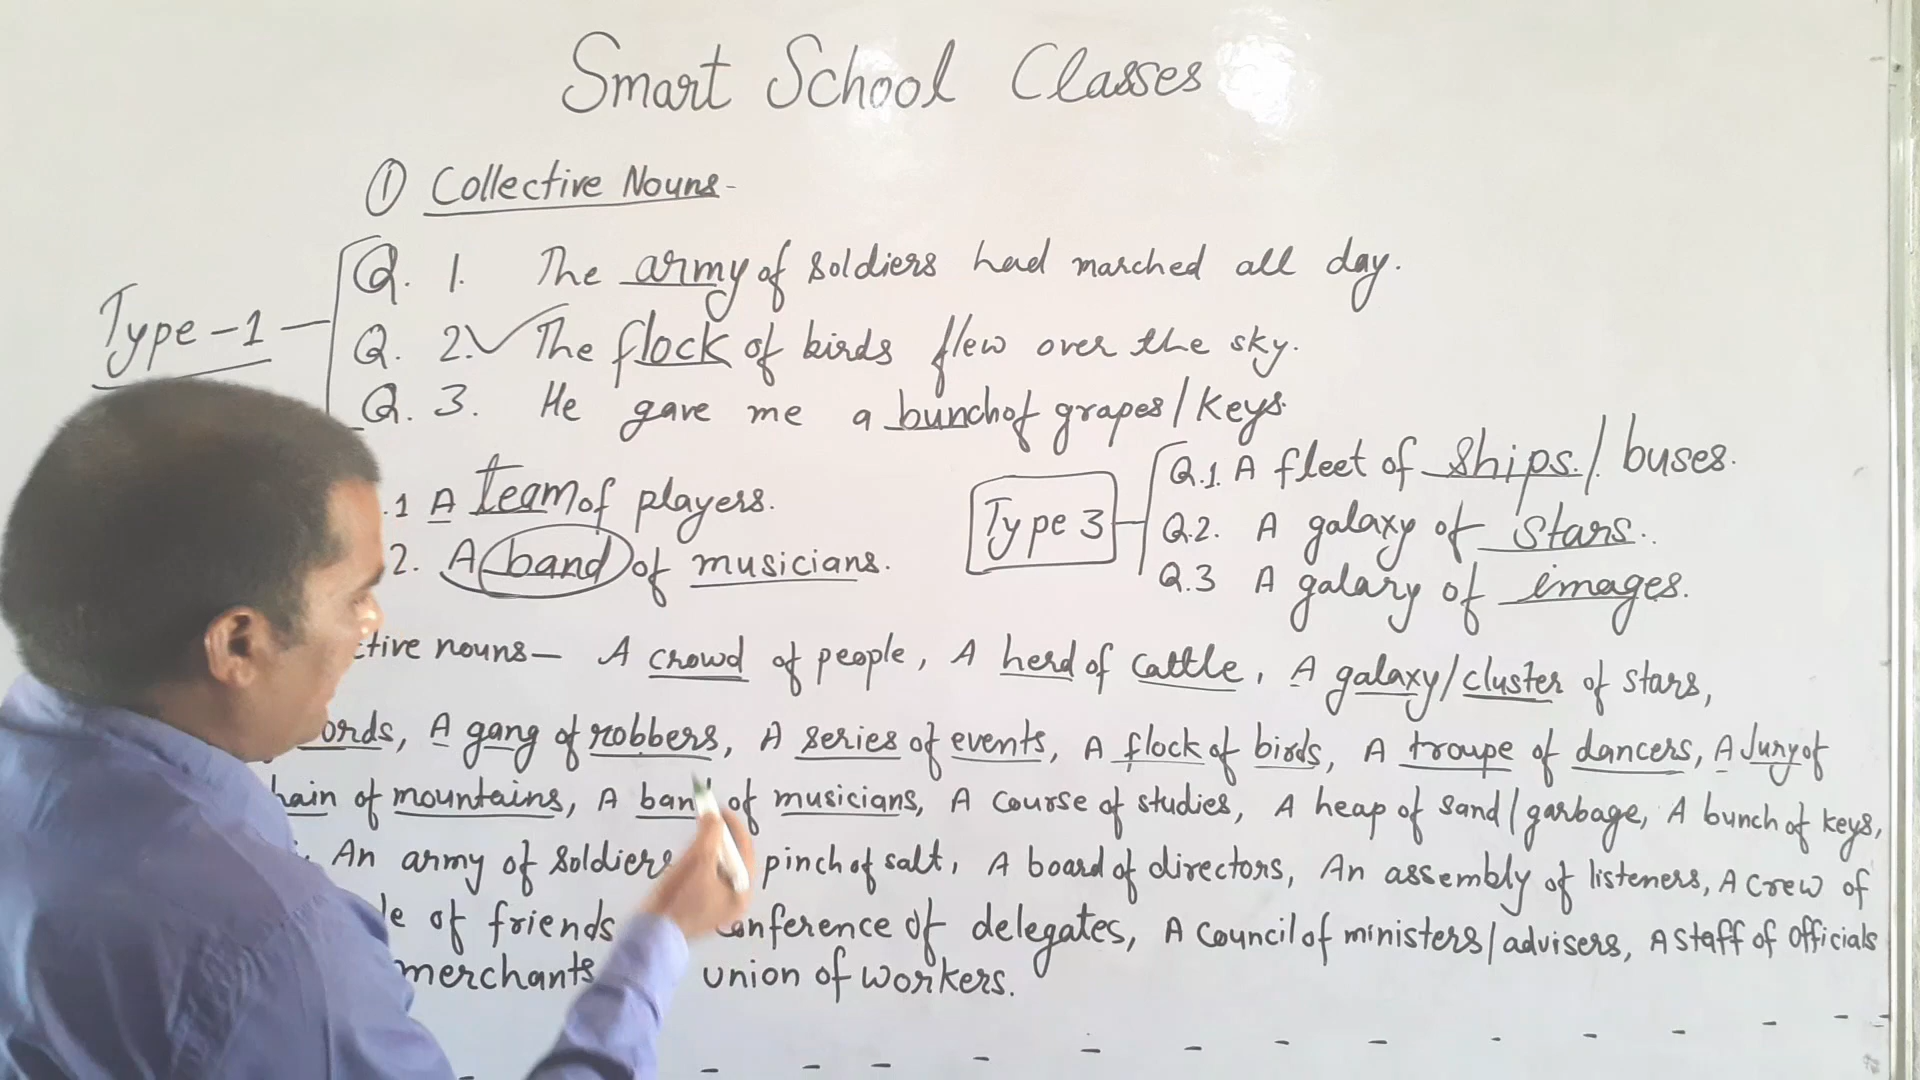 Smart School Classes
① Collective Nouns-
Type-1
Q. 1. The army of soldiers had marched all day.
Q. 2. The flock of birds flew over the sky.
Q. 3. He gave me a bunch of grapes/keys.
.1 A team of players.
2. A band of musicians.
Type 3
Q.1. A fleet of ships./ buses.
Q.2. A galaxy of stars.
Q.3 A galary of images.
ctive nouns— A crowd of people, A herd of cattle, A galaxy/cluster of stars,
ords, A gang of robbers, A series of events, A flock of birds, A troupe of dancers, A Jury of
hain of mountains, A ban of musicians, A course of studies, A heap of sand/garbage, A bunch of keys,
An army of soldiers pinch of salt, A board of directors, An assembly of listeners, A crew of
le of friends onference of delegates, A council of ministers/advisers, A staff of officials
merchants union of workers.